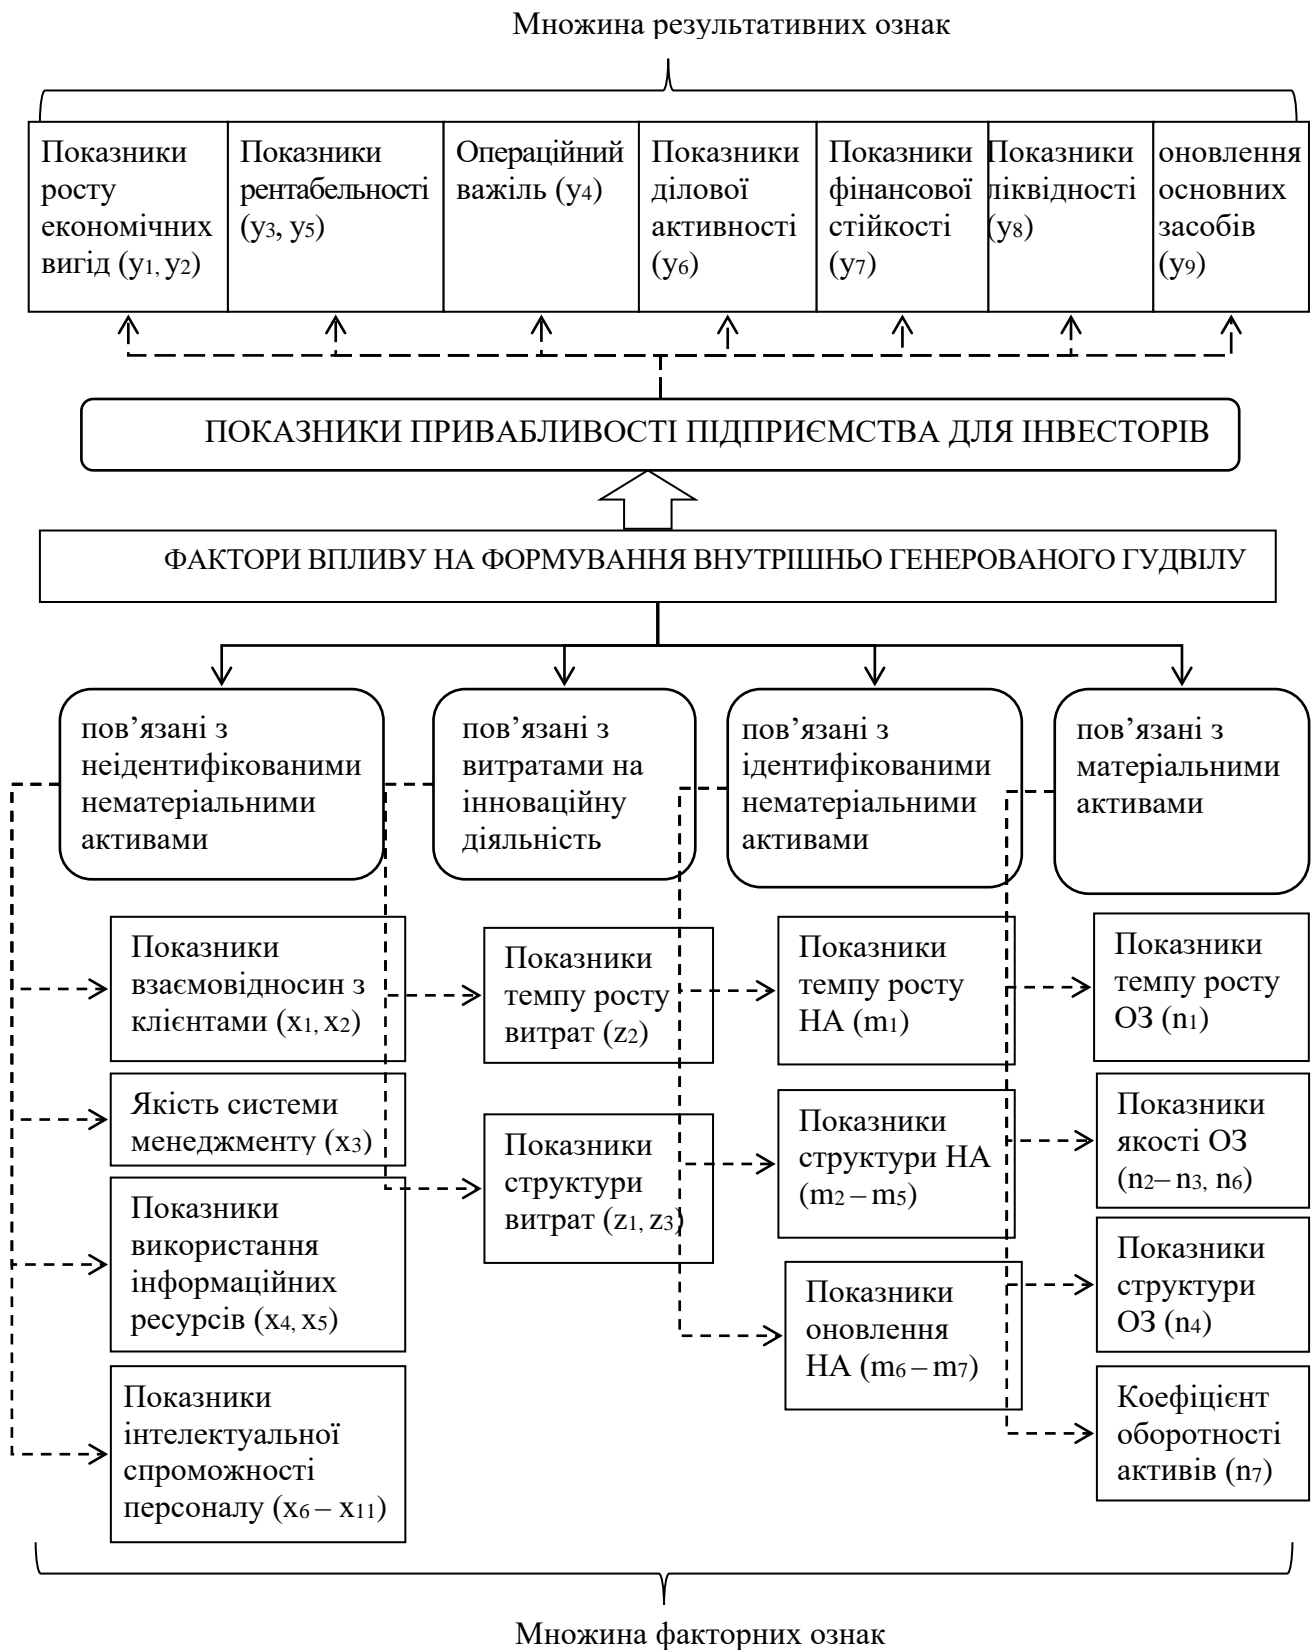 Множина результативних ознак
Показники
росту
економічних
вигід (y1, y2)
Показники
рентабельності
(y3, y5)
Операційний
важіль (y4)
Показники
ділової
активності
(y6)
Показники
фінансової
стійкості
(y7)
Показники
ліквідності
(y8)
оновлення
основних
засобів
(y9)
ПОКАЗНИКИ ПРИВАБЛИВОСТІ ПІДПРИЄМСТВА ДЛЯ ІНВЕСТОРІВ
ФАКТОРИ ВПЛИВУ НА ФОРМУВАННЯ ВНУТРІШНЬО ГЕНЕРОВАНОГО ГУДВІЛУ
пов’язані з
неідентифікованими
нематеріальними
активами
пов’язані з
витратами на
інноваційну
діяльність
пов’язані з
ідентифікованими
нематеріальними
активами
пов’язані з
матеріальними
активами
Показники
взаємовідносин з
клієнтами (x1, x2)
Якість системи
менеджменту (x3)
Показники
використання
інформаційних
ресурсів (x4, x5)
Показники
інтелектуальної
спроможності
персоналу (x6 – x11)
Показники
темпу росту
витрат (z2)
Показники
структури
витрат (z1, z3)
Показники
темпу росту
НА (m1)
Показники
структури НА
(m2 – m5)
Показники
оновлення
НА (m6 – m7)
Показники
темпу росту
ОЗ (n1)
Показники
якості ОЗ
(n2– n3, n6)
Показники
структури
ОЗ (n4)
Коефіцієнт
оборотності
активів (n7)
Множина факторних ознак